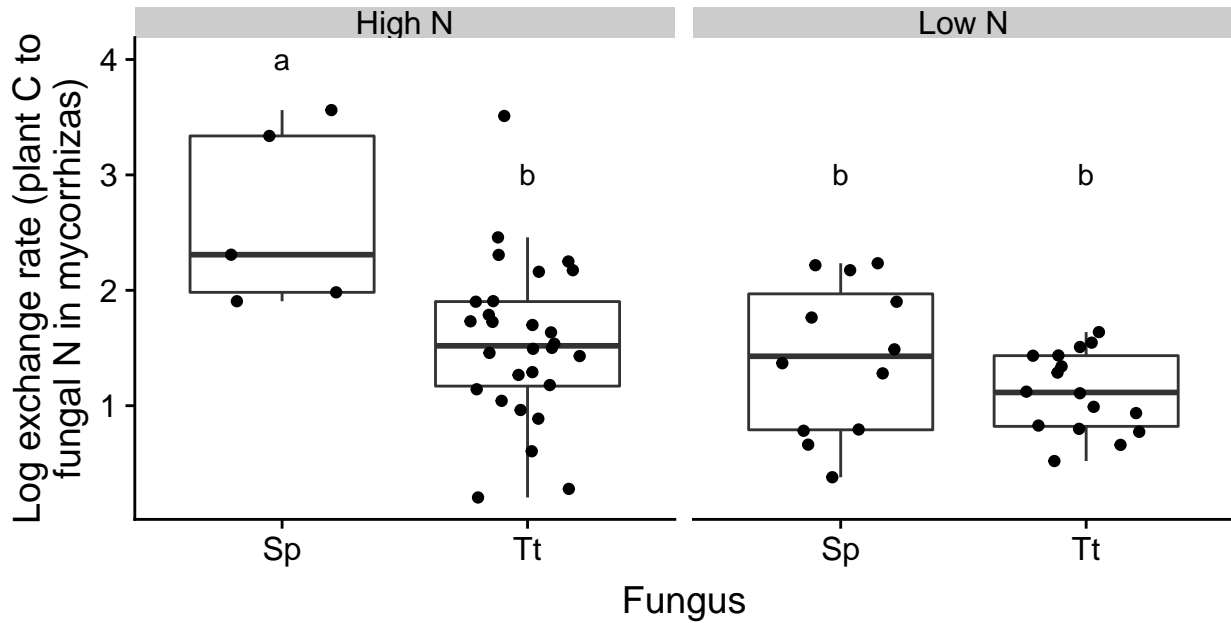 High N
Low N
Log exchange rate (plant C to
fungal N in mycorrhizas)
4
3
2
1
a
b
b
b
Sp
Tt
Sp
Tt
Fungus